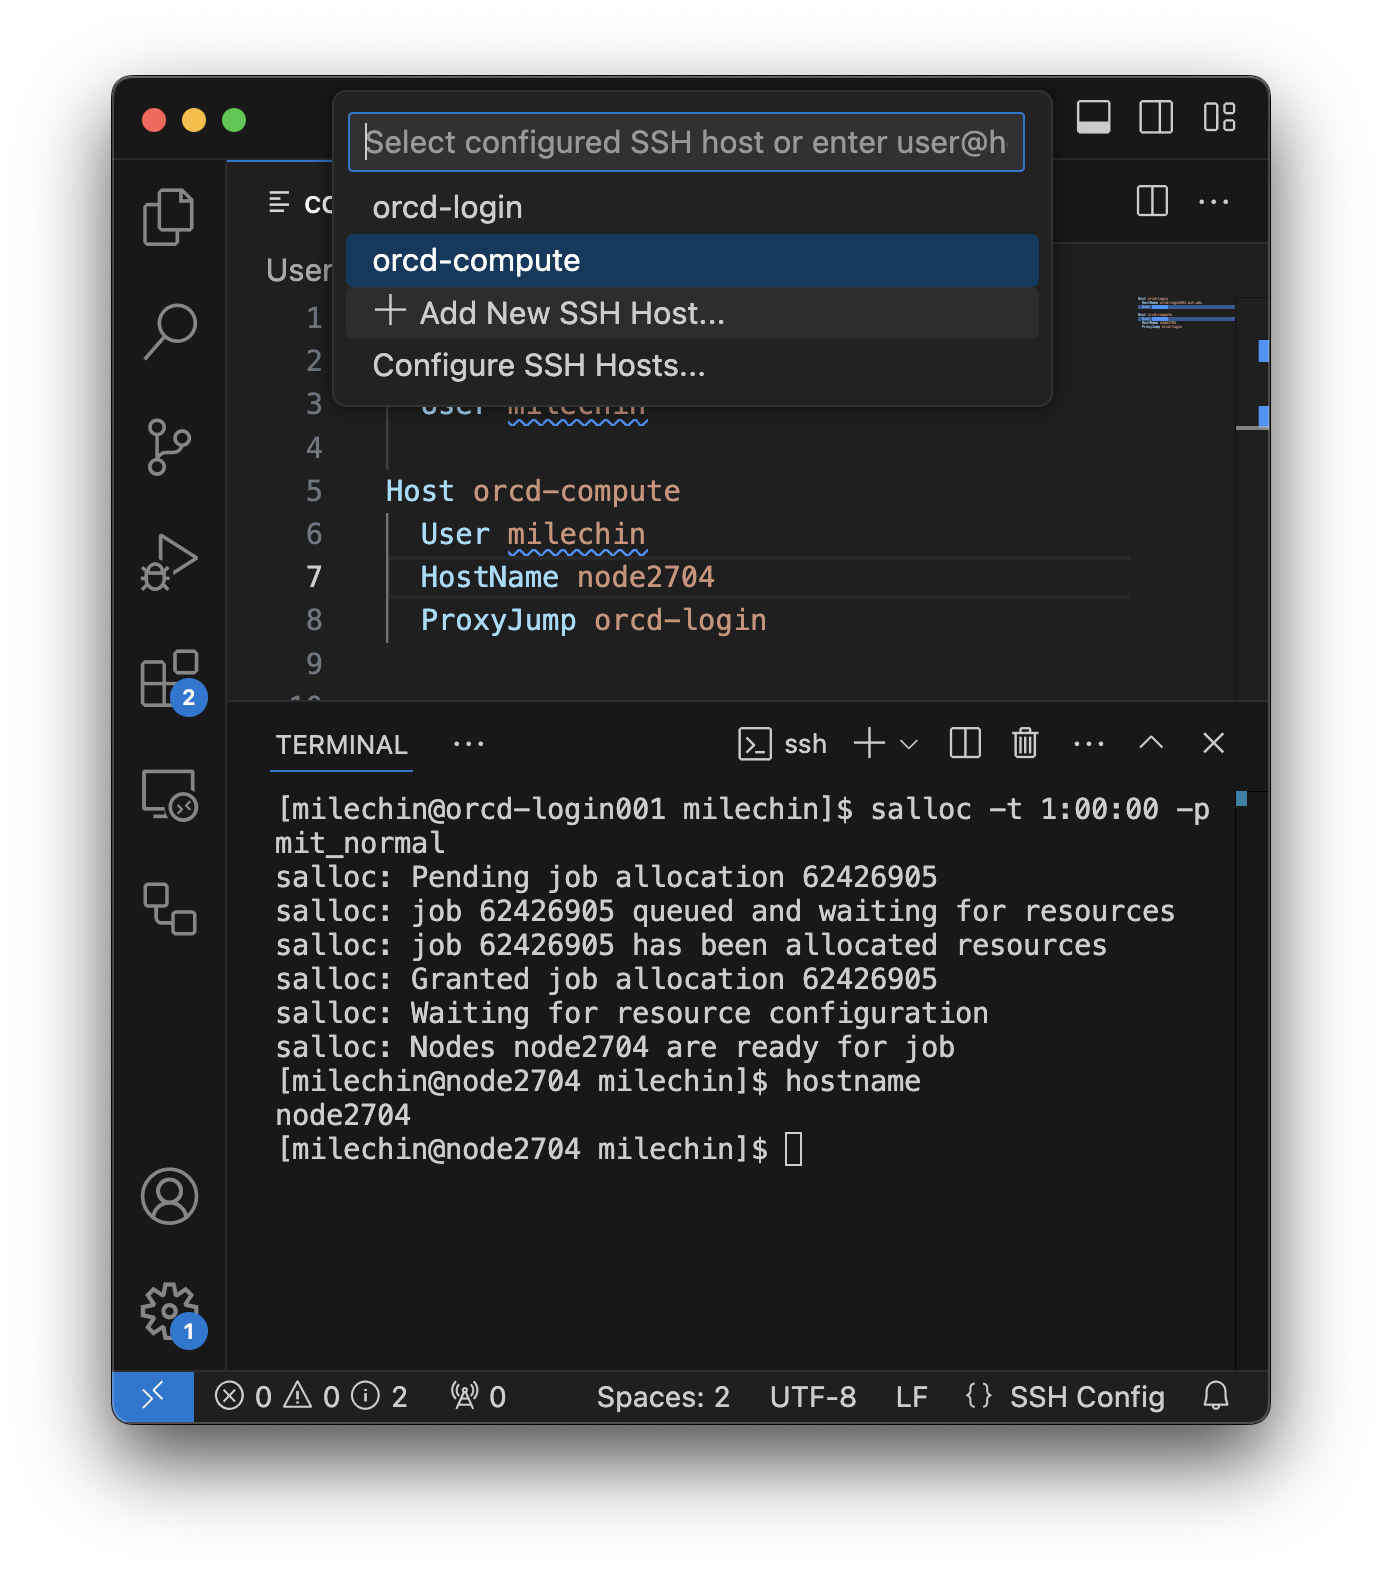 Select configured SSH host or enter user@h
orcd-login
orcd-compute
Add New SSH Host...
Configure SSH Hosts...
User
1
2
3 User milechin
4
5 Host orcd-compute
6 User milechin
7 HostName node2704
8 ProxyJump orcd-login
9
2
TERMINAL ... ssh
[milechin@orcd-login001 milechin]$ salloc -t 1:00:00 -p
mit_normal
salloc: Pending job allocation 62426905
salloc: job 62426905 queued and waiting for resources
salloc: job 62426905 has been allocated resources
salloc: Granted job allocation 62426905
salloc: Waiting for resource configuration
salloc: Nodes node2704 are ready for job
[milechin@node2704 milechin]$ hostname
node2704
[milechin@node2704 milechin]$
1
0 0 2 0 Spaces: 2 UTF-8 LF {} SSH Config